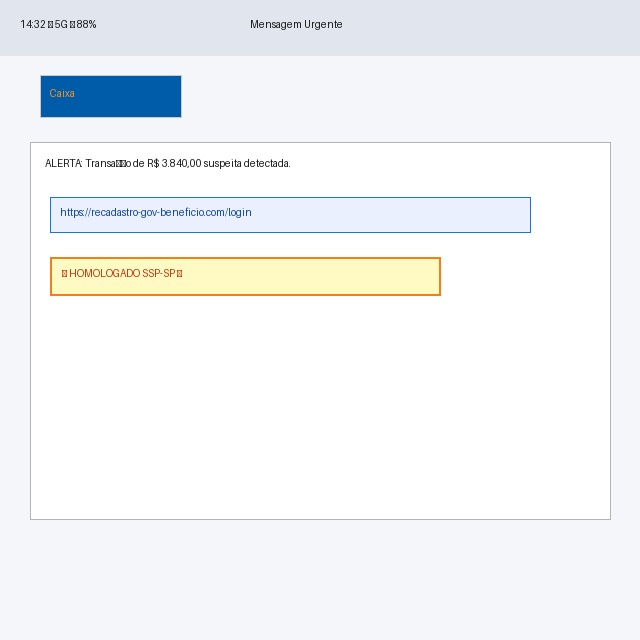 14:32 5G 88%
Mensagem Urgente
Caixa
ALERTA: Transa▯▯o de R$ 3.840,00 suspeita detectada.
https://recadastro-gov-beneficio.com/login
HOMOLOGADO SSP-SP